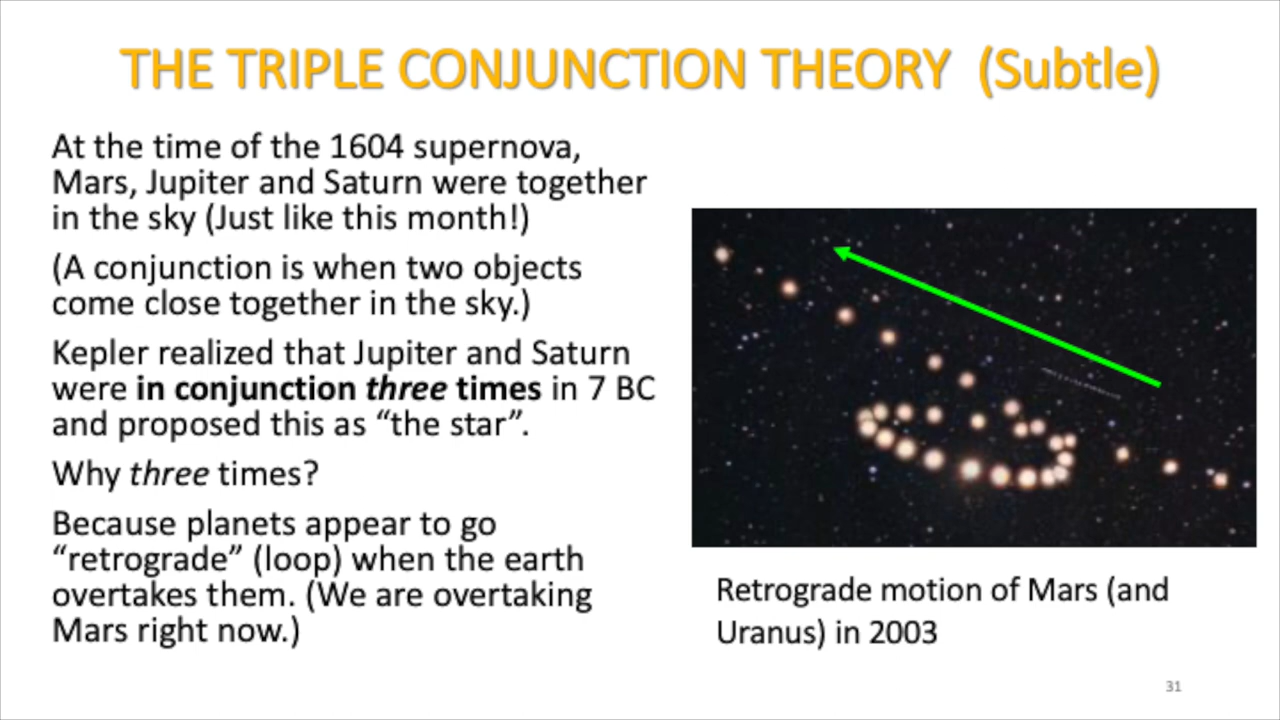 THE TRIPLE CONJUNCTION THEORY (Subtle)
At the time of the 1604 supernova,
Mars, Jupiter and Saturn were together
in the sky (Just like this month!)
(A conjunction is when two objects
come close together in the sky.)
Kepler realized that Jupiter and Saturn
were in conjunction three times in 7 BC
and proposed this as “the star”.
Why three times?
Because planets appear to go
“retrograde” (loop) when the earth
overtakes them. (We are overtaking
Mars right now.)
Retrograde motion of Mars (and
Uranus) in 2003
31